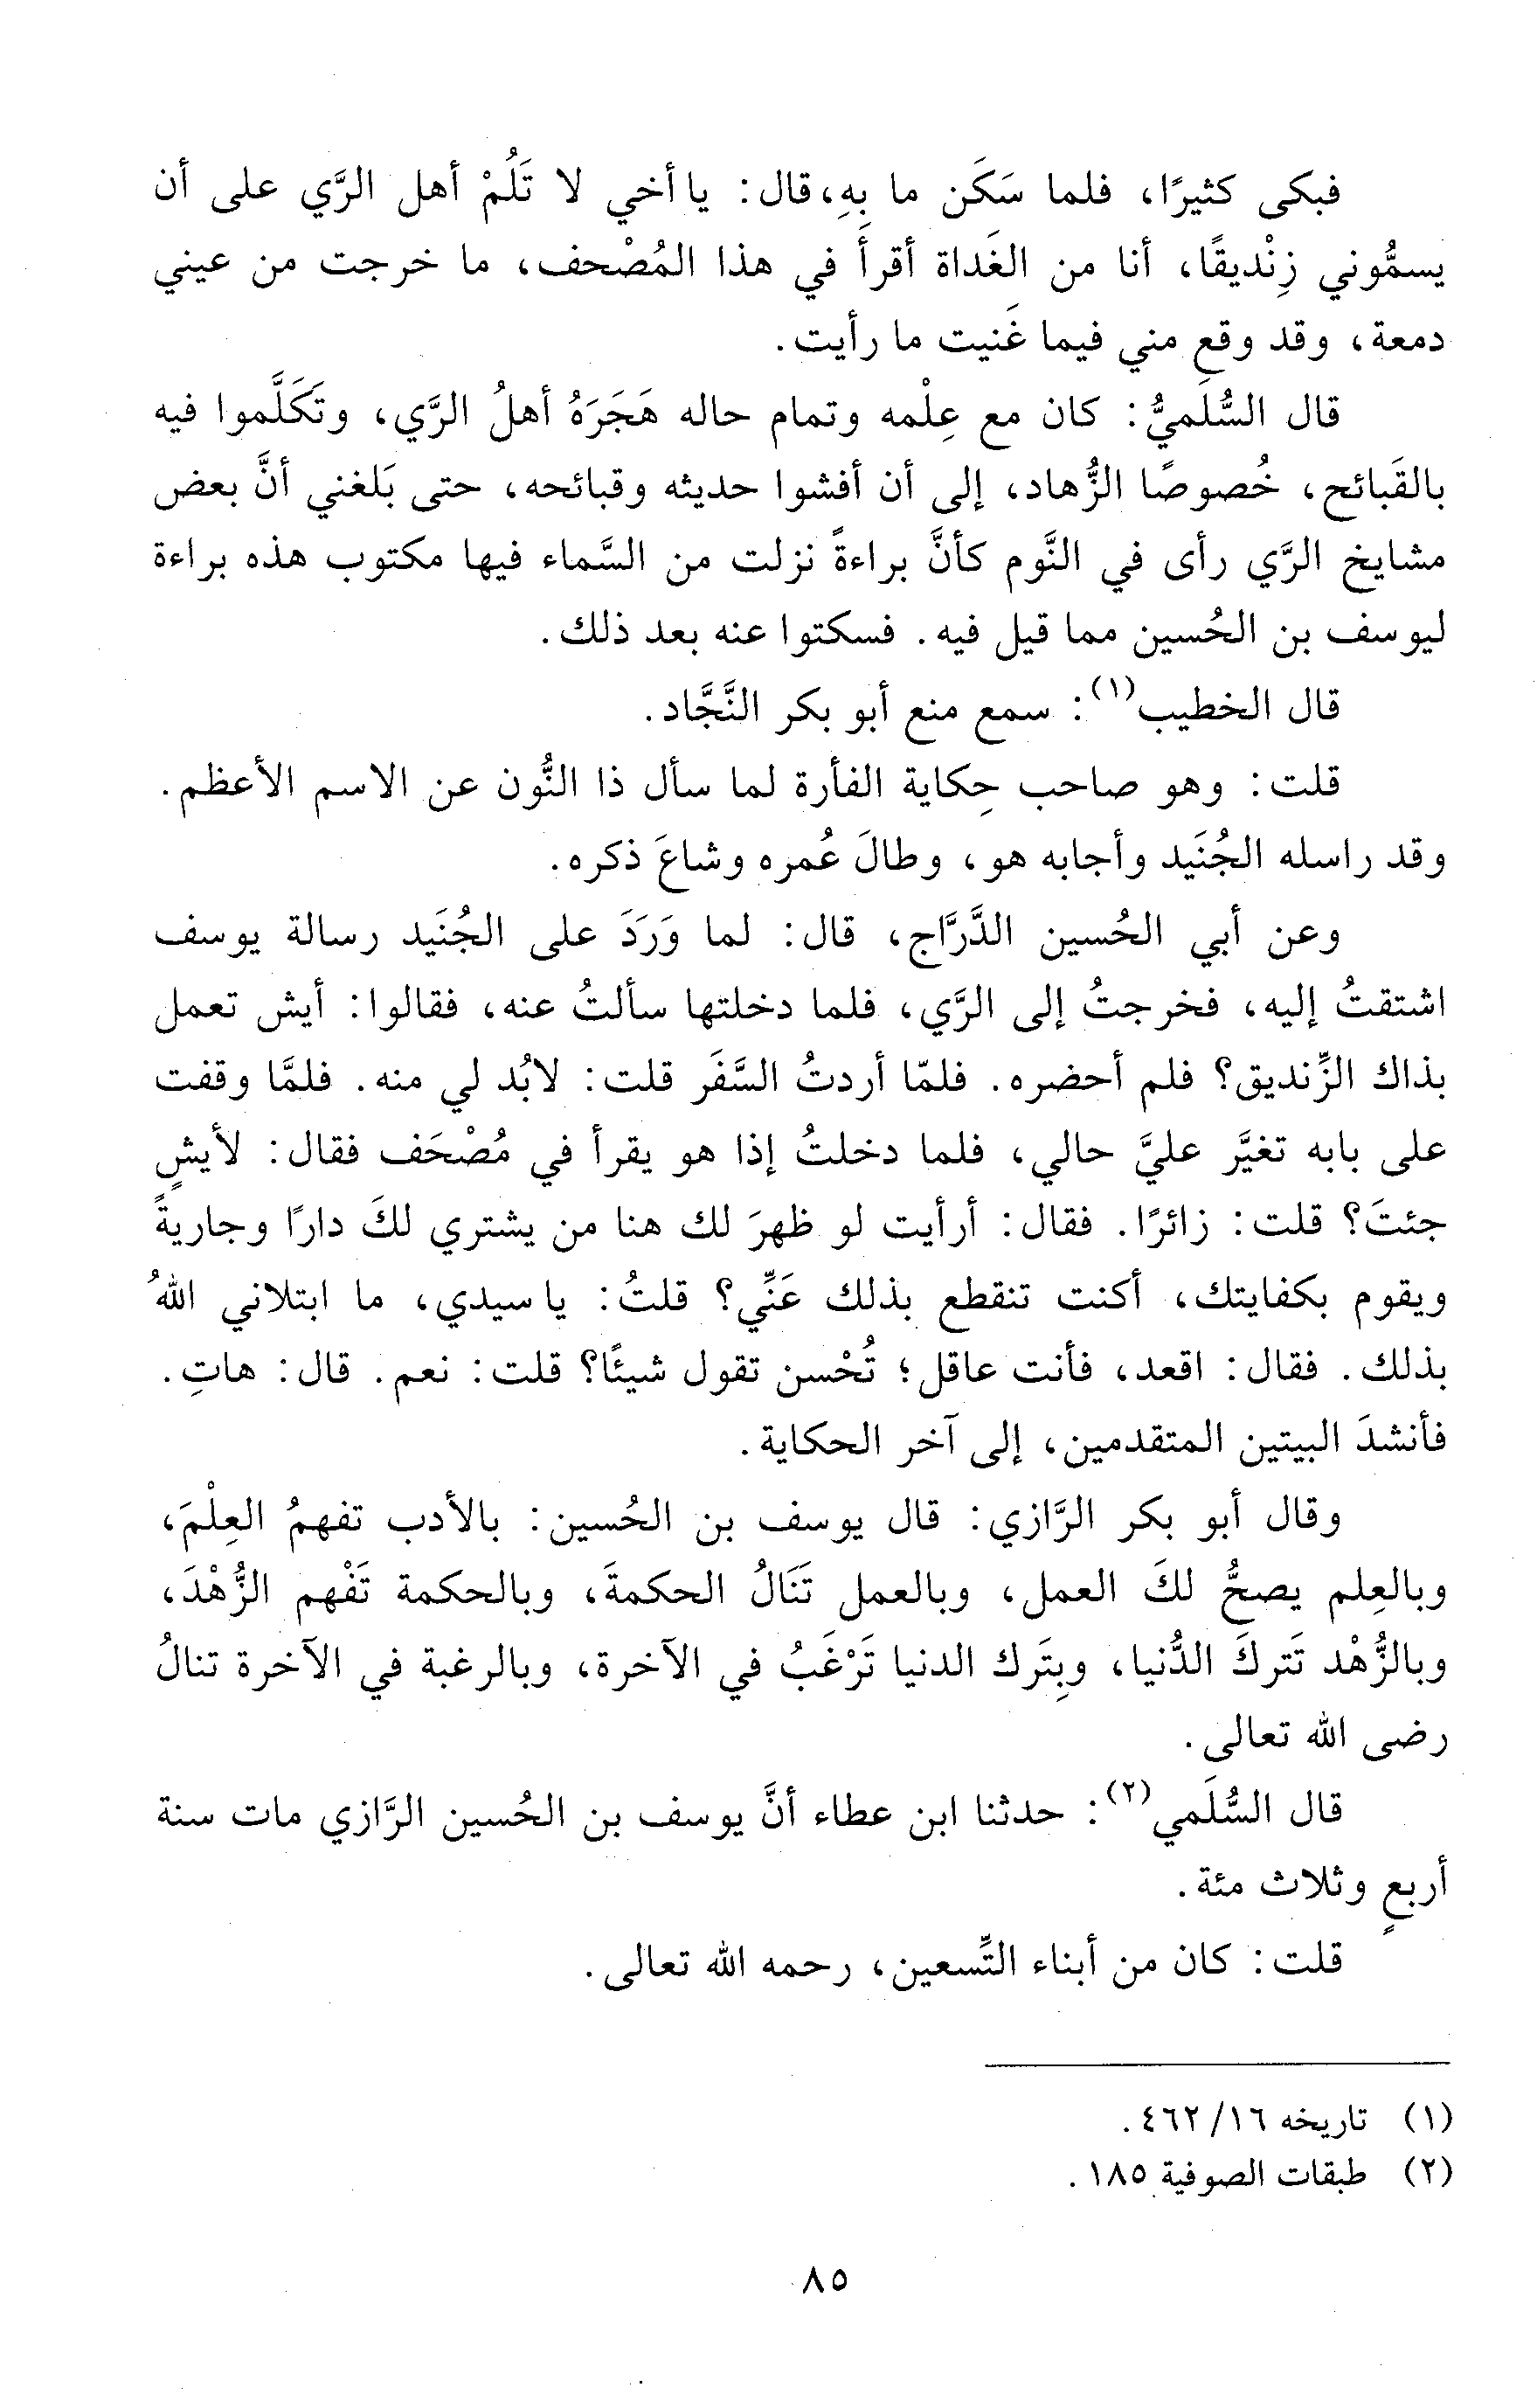 فبكى كثيرًا، فلما سَكَن ما بِهِ، قال: يا أخي لا تَلُمْ أهل الرَّي على أن
يسمُّوني زِنْديقًا، أنا من الغَداة أقرأ في هذا المُصْحف، ما خرجت من عيني
دمعة، وقد وقع مني فيما غَنيت ما رأيت.
قال السُّلَميُّ: كان مع عِلْمه وتمام حاله هَجَرَهُ أهلُ الرَّي، وتَكَلَّموا فيه
بالقَبائح، خُصوصًا الزُّهاد، إلى أن أفشوا حديثه وقبائحه، حتى بَلغني أنَّ بعض
مشايخ الرَّي رأى في النَّوم كأنَّ براءةً نزلت من السَّماء فيها مكتوب هذه براءة
ليوسف بن الحُسين مما قيل فيه. فسكتوا عنه بعد ذلك.
قال الخطيب(١): سمع منع أبو بكر النَّجَّاد.
قلت: وهو صاحب حِكاية الفأرة لما سأل ذا النُّون عن الاسم الأعظم.
وقد راسله الجُنَيد وأجابه هو، وطالَ عُمره وشاعَ ذكره.
وعن أبي الحُسين الدَّرَّاج، قال: لما وَرَدَ على الجُنَيد رسالة يوسف
اشتقتُ إليه، فخرجتُ إلى الرَّي، فلما دخلتها سألتُ عنه، فقالوا: أيش تعمل
بذاك الزِّنديق؟ فلم أحضره. فلمّا أردتُ السَّفَر قلت: لابُد لي منه. فلمَّا وقفت
على بابه تغيَّر عليَّ حالي، فلما دخلتُ إذا هو يقرأ في مُصْحَف فقال: لأيشٍ
جئتَ؟ قلت: زائرًا. فقال: أرأيت لو ظهرَ لك هنا من يشتري لكَ دارًا وجاريةً
ويقوم بكفايتك، أكنت تنقطع بذلك عَنِّي؟ قلتُ: يا سيدي، ما ابتلاني اللهُ
بذلك. فقال: اقعد، فأنت عاقل؛ تُحْسن تقول شيئًا؟ قلت: نعم. قال: هاتِ.
فأنشدَ البيتين المتقدمين، إلى آخر الحكاية.
وقال أبو بكر الرَّازي: قال يوسف بن الحُسين: بالأدب تفهمُ العِلْمَ،
وبالعِلم يصحُّ لكَ العمل، وبالعمل تَنَالُ الحكمةَ، وبالحكمة تَفْهم الزُّهْدَ،
وبالزُّهْد تَتركَ الدُّنيا، وبِتَرك الدنيا تَرْغَبُ في الآخرة، وبالرغبة في الآخرة تنالُ
رضى الله تعالى.
قال السُّلَمي(٢): حدثنا ابن عطاء أنَّ يوسف بن الحُسين الرَّازي مات سنة
أربعٍ وثلاث مئة.
قلت: كان من أبناء التِّسعين، رحمه الله تعالى.
(١) تاريخه ١٦/ ٤٦٢.
(٢) طبقات الصوفية ١٨٥.
٨٥